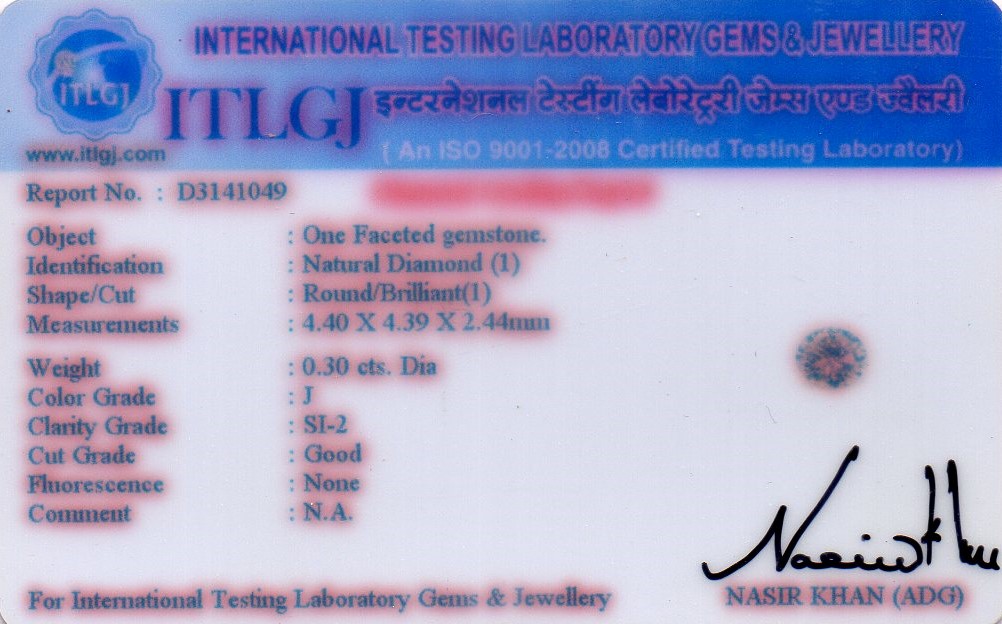 INTERNATIONAL TESTING LABORATORY GEMS & JEWELLERY
ITLGJ
ITLGJ इन्टरनेशनल टेस्टींग लेबोरेट्ररी जेम्स एण्ड ज्वैलरी
www.itlgj.com
( An ISO 9001-2008 Certified Testing Laboratory)
Report No. : D3141049
Object : One Faceted gemstone.
Identification : Natural Diamond (1)
Shape/Cut : Round/Brilliant(1)
Measurements : 4.40 X 4.39 X 2.44mm
Weight : 0.30 cts. Dia
Color Grade : J
Clarity Grade : SI-2
Cut Grade : Good
Fluorescence : None
Comment : N.A.
For International Testing Laboratory Gems & Jewellery
NASIR KHAN (ADG)